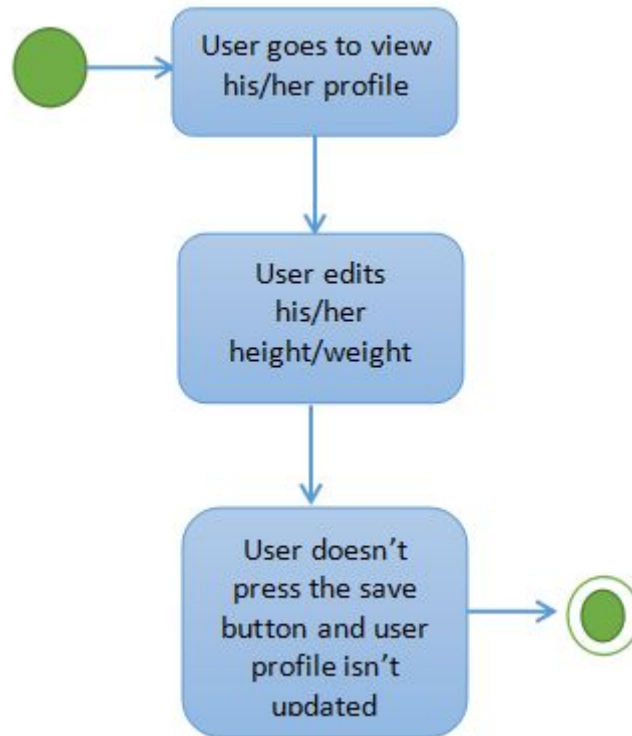 User goes to view
his/her profile
User edits
his/her
height/weight
User doesn’t
press the save
button and user
profile isn’t
updated